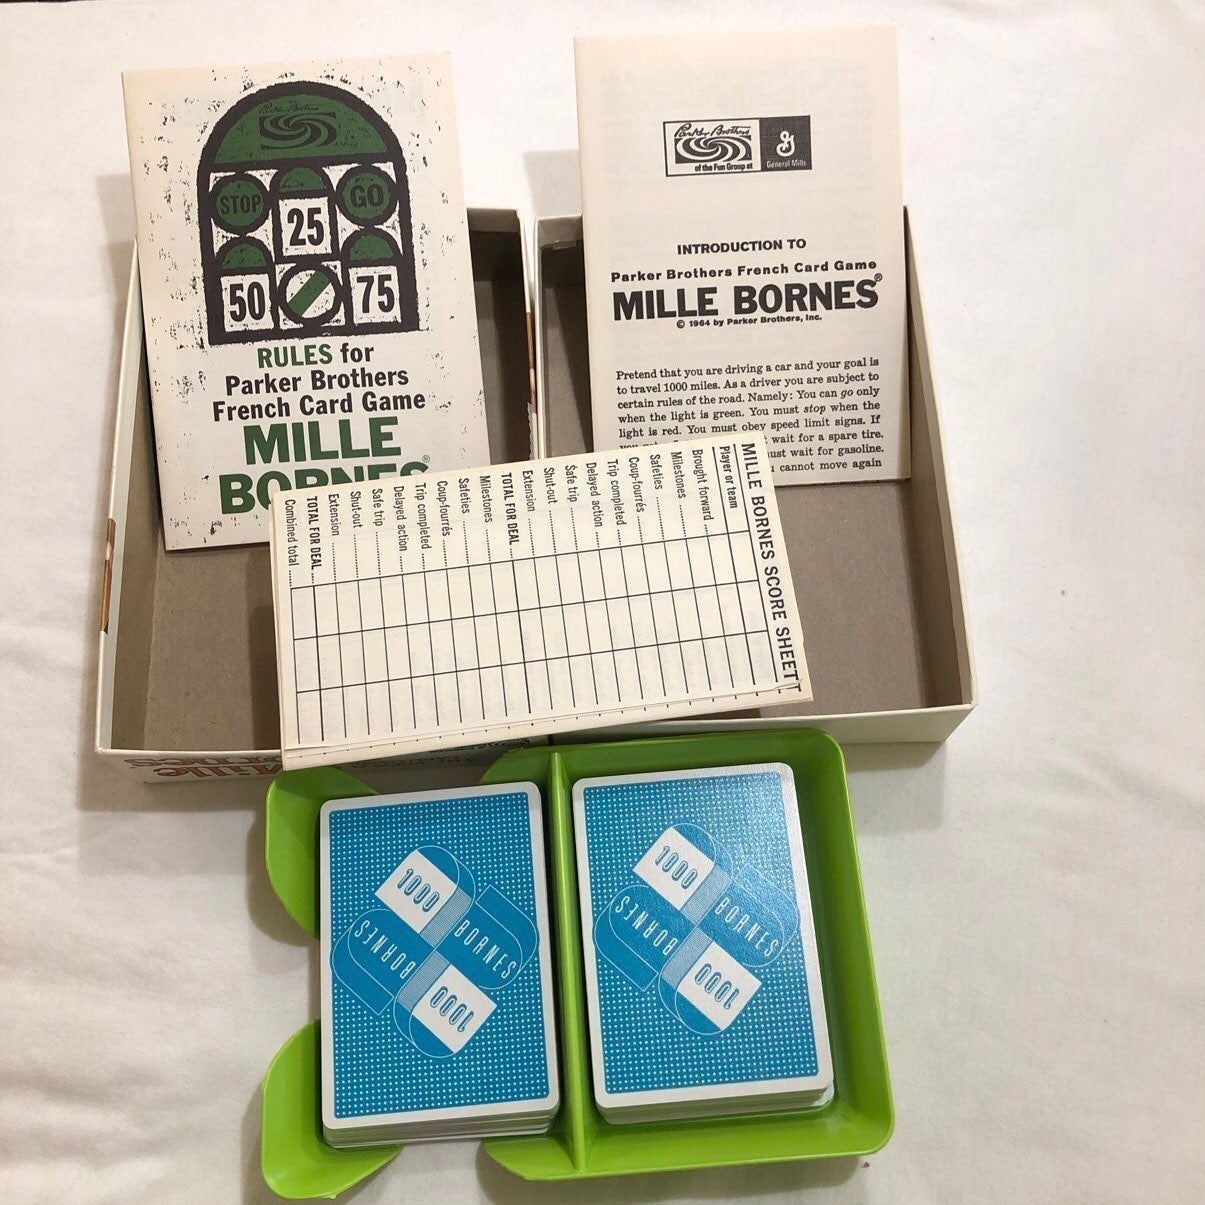 Parker Brothers
STOP
GO
25
50
75
RULES for
Parker Brothers
French Card Game
MILLE
BORNES®
Parker Brothers
of the Fun Group at
General Mills
INTRODUCTION TO
Parker Brothers French Card Game
MILLE BORNES®
© 1964 by Parker Brothers, Inc.
Pretend that you are driving a car and your goal is
to travel 1000 miles. As a driver you are subject to
certain rules of the road. Namely: You can go only
when the light is green. You must stop when the
light is red. You must obey speed limit signs. If
wait for a spare tire.
must wait for gasoline.
cannot move again
MILLE BORNES SCORE SHEET
Player or team
Brought forward
Milestones
Safeties
Coup-fourrés
Trip completed
Delayed action
Safe trip
Shut-out
Extension
TOTAL FOR DEAL
Milestones
Safeties
Coup-fourrés
Trip completed
Delayed action
Safe trip
Shut-out
Extension
TOTAL FOR DEAL
Combined total
Mille
Bornes
1000
BORNES
BORNES
1000
1000
BORNES
BORNES
1000